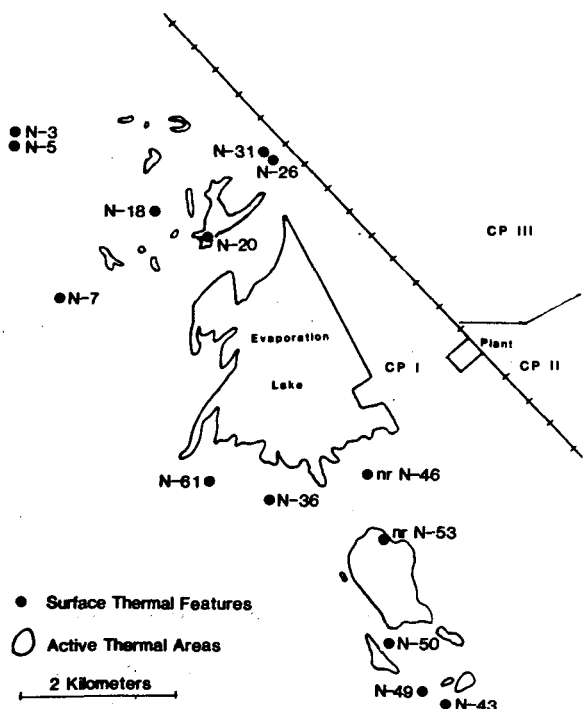 N-3
N-5
N-31
N-26
N-18
N-20
CP III
N-7
Evaporation
Lake
CP I
Plant
CP II
N-61
N-36
nr N-46
nr N-53
Surface Thermal Features
Active Thermal Areas
2 Kilometers
N-50
N-49
N-43